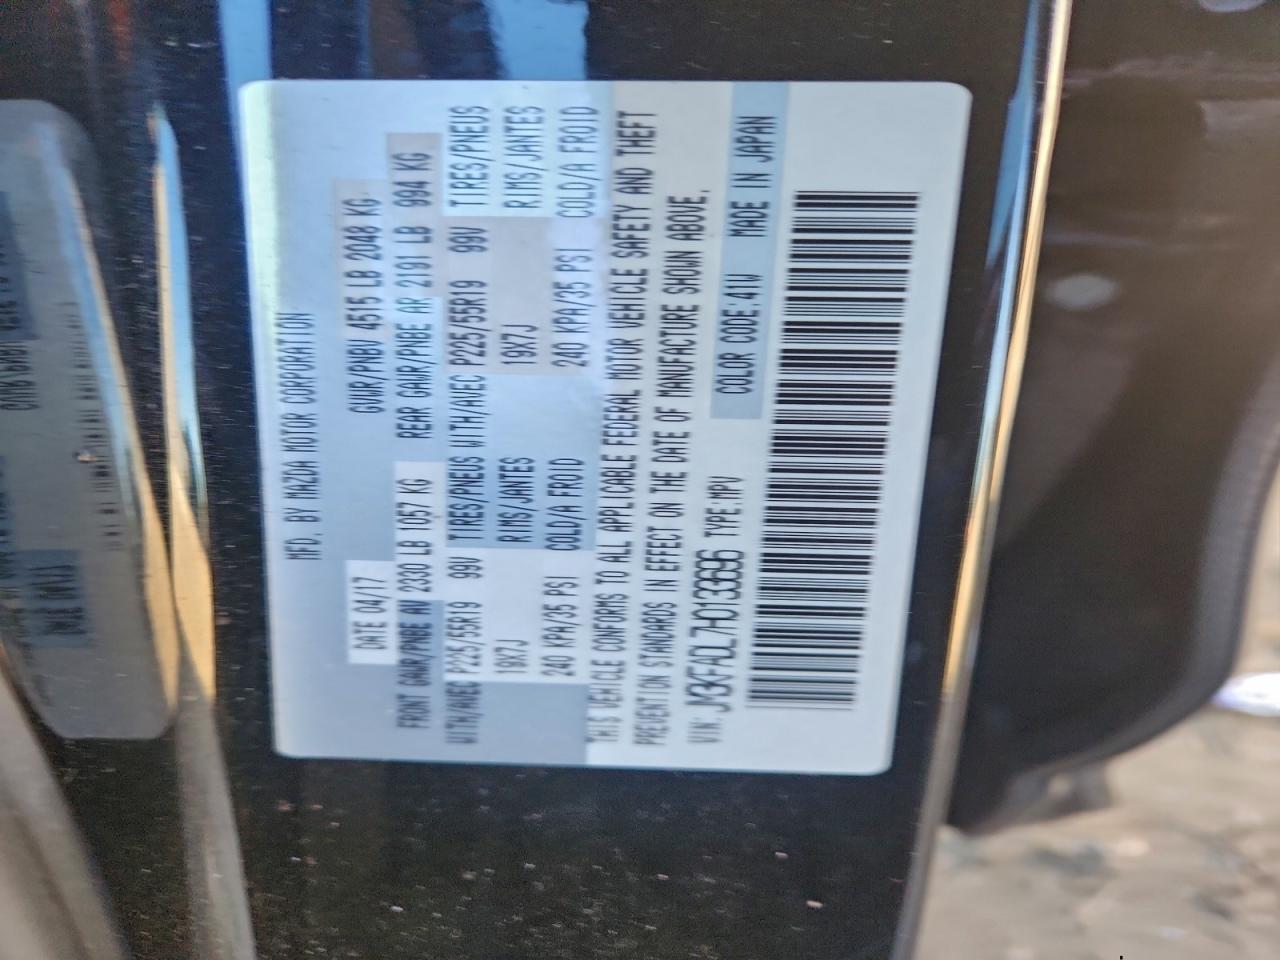 MFD. BY MAZDA MOTOR CORPORATION
DATE 04/17 GVWR/PNBV 4515 LB 2048 KG
FRONT GAWR/PNBE AV 2330 LB 1057 KG REAR GAWR/PNBE AR 2191 LB 994 KG
WITH/AVEC P225/55R19 99V TIRES/PNEUS WITH/AVEC P225/55R19 99V TIRES/PNEUS
19X7J RIMS/JANTES 19X7J RIMS/JANTES
240 KPA/35 PSI COLD/A FROID 240 KPA/35 PSI COLD/A FROID
THIS VEHICLE CONFORMS TO ALL APPLICABLE FEDERAL MOTOR VEHICLE SAFETY AND THEFT
PREVENTION STANDARDS IN EFFECT ON THE DATE OF MANUFACTURE SHOWN ABOVE.
VIN: TYPE:MPV COLOR CODE:41W MADE IN JAPAN